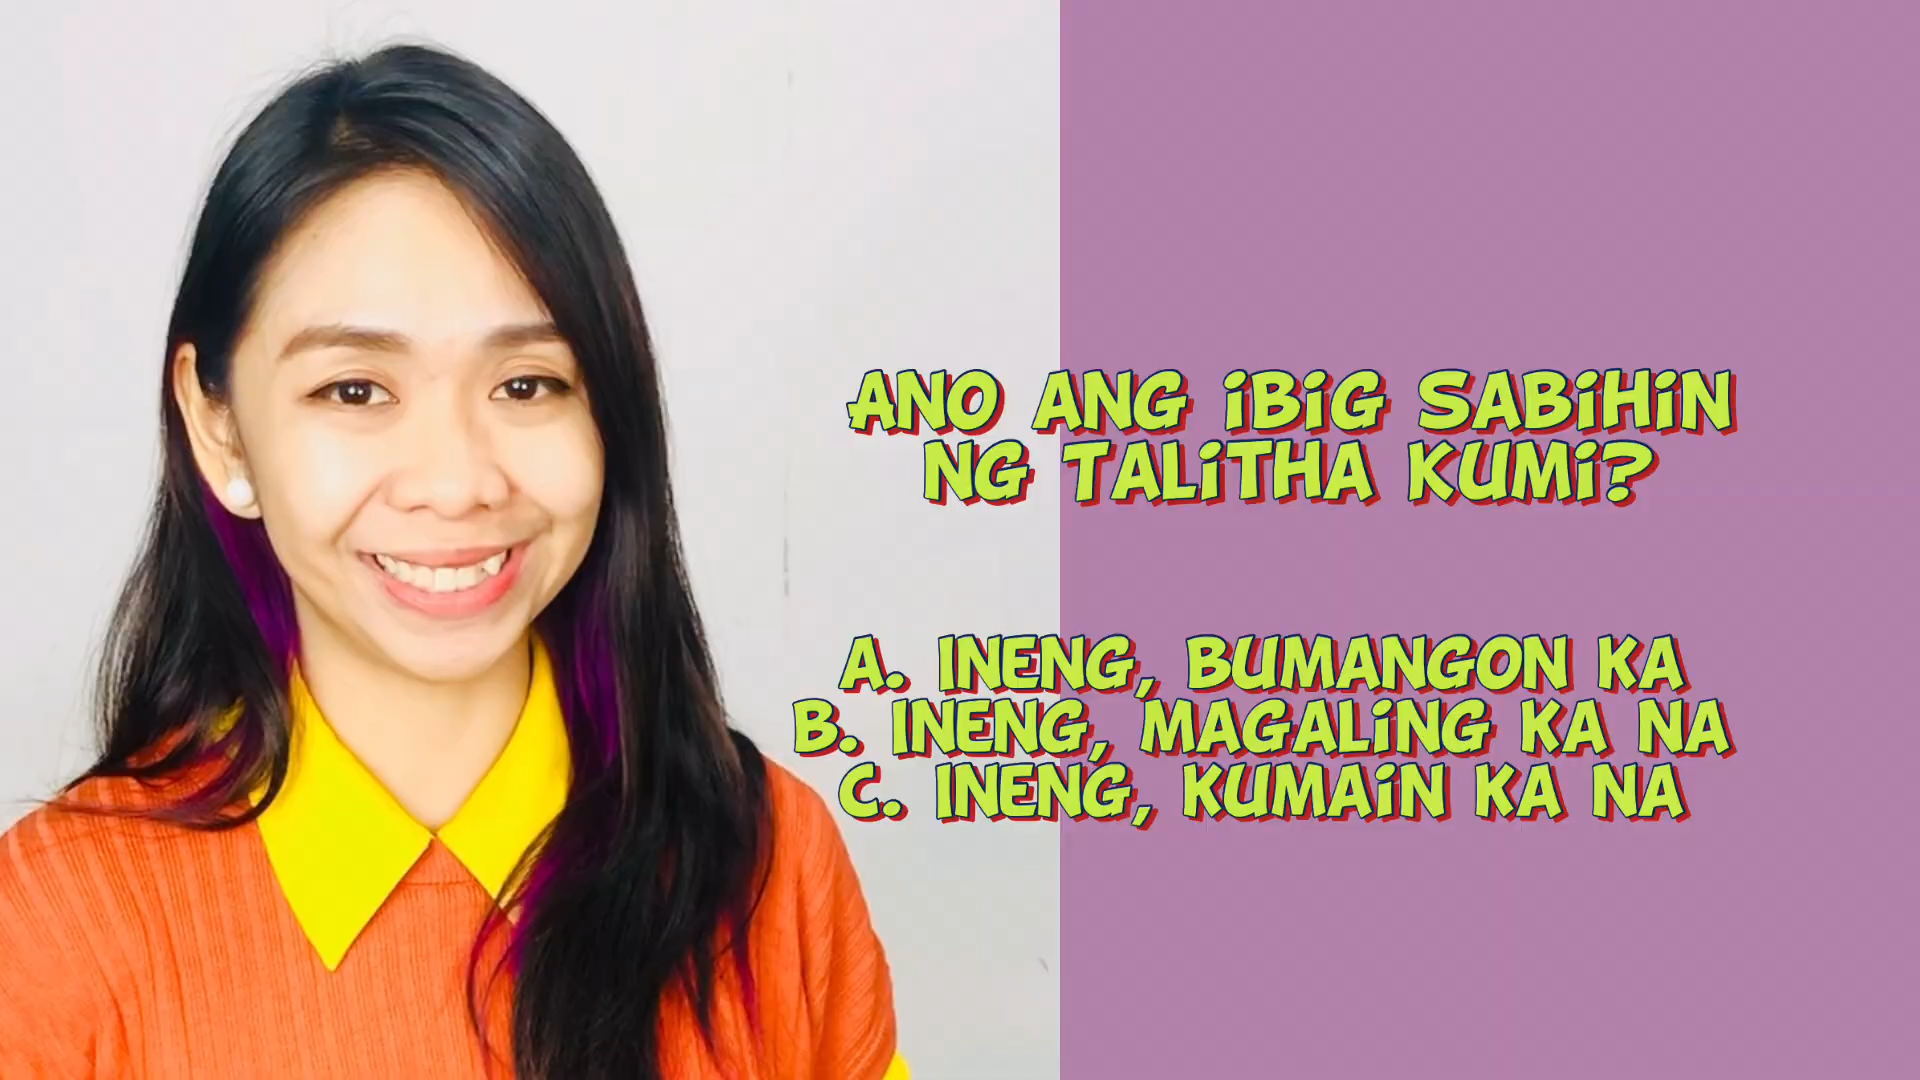 ANO ANG IBIG SABIHIN
NG TALITHA KUMI?
A. INENG, BUMANGON KA
B. INENG, MAGALING KA NA
C. INENG, KUMAIN KA NA